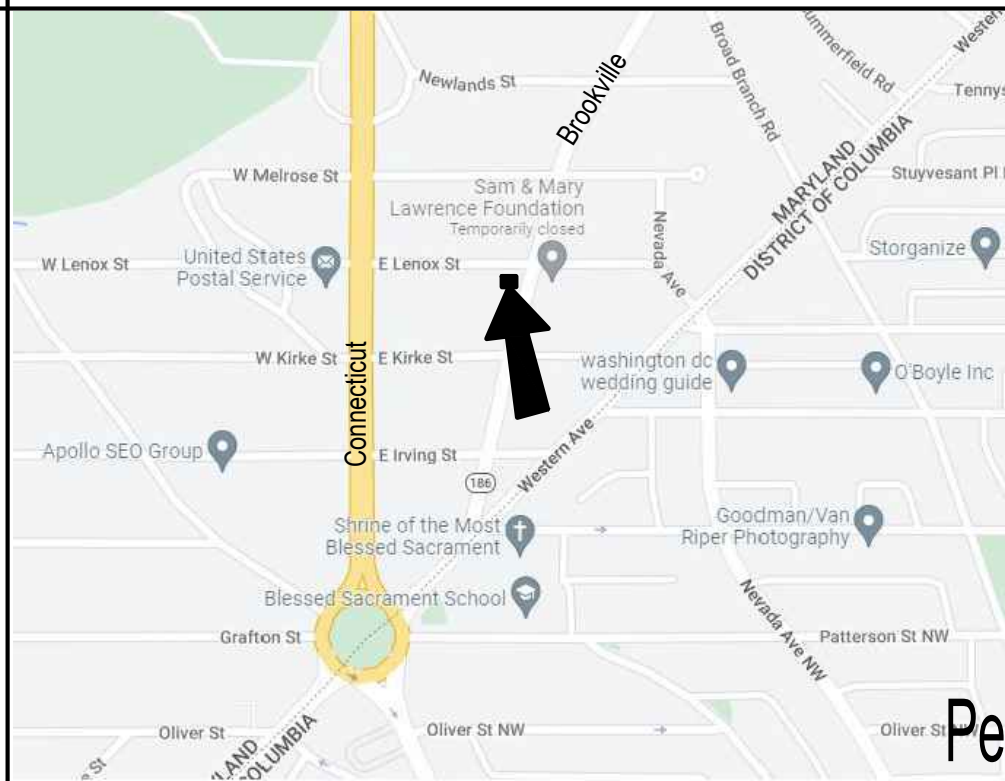 Newlands St
Brookville
Broad Branch Rd
ummerfield Rd
Western
Tennys
W Melrose St
Sam & Mary
Lawrence Foundation
Temporarily closed
MARYLAND
DISTRICT OF COLUMBIA
Stuyvesant Pl
Nevada Ave
W Lenox St
United States
Postal Service
E Lenox St
Storganize
W Kirke St
E Kirke St
washington dc
wedding guide
O'Boyle Inc
Connecticut
Apollo SEO Group
E Irving St
Western Ave
186
Shrine of the Most
Blessed Sacrament
Goodman/Van
Riper Photography
Blessed Sacrament School
Nevada Ave NW
Grafton St
Patterson St NW
Oliver St
Oliver St NW
Oliver St NW
Pe
YLAND
COLUMBIA
e St